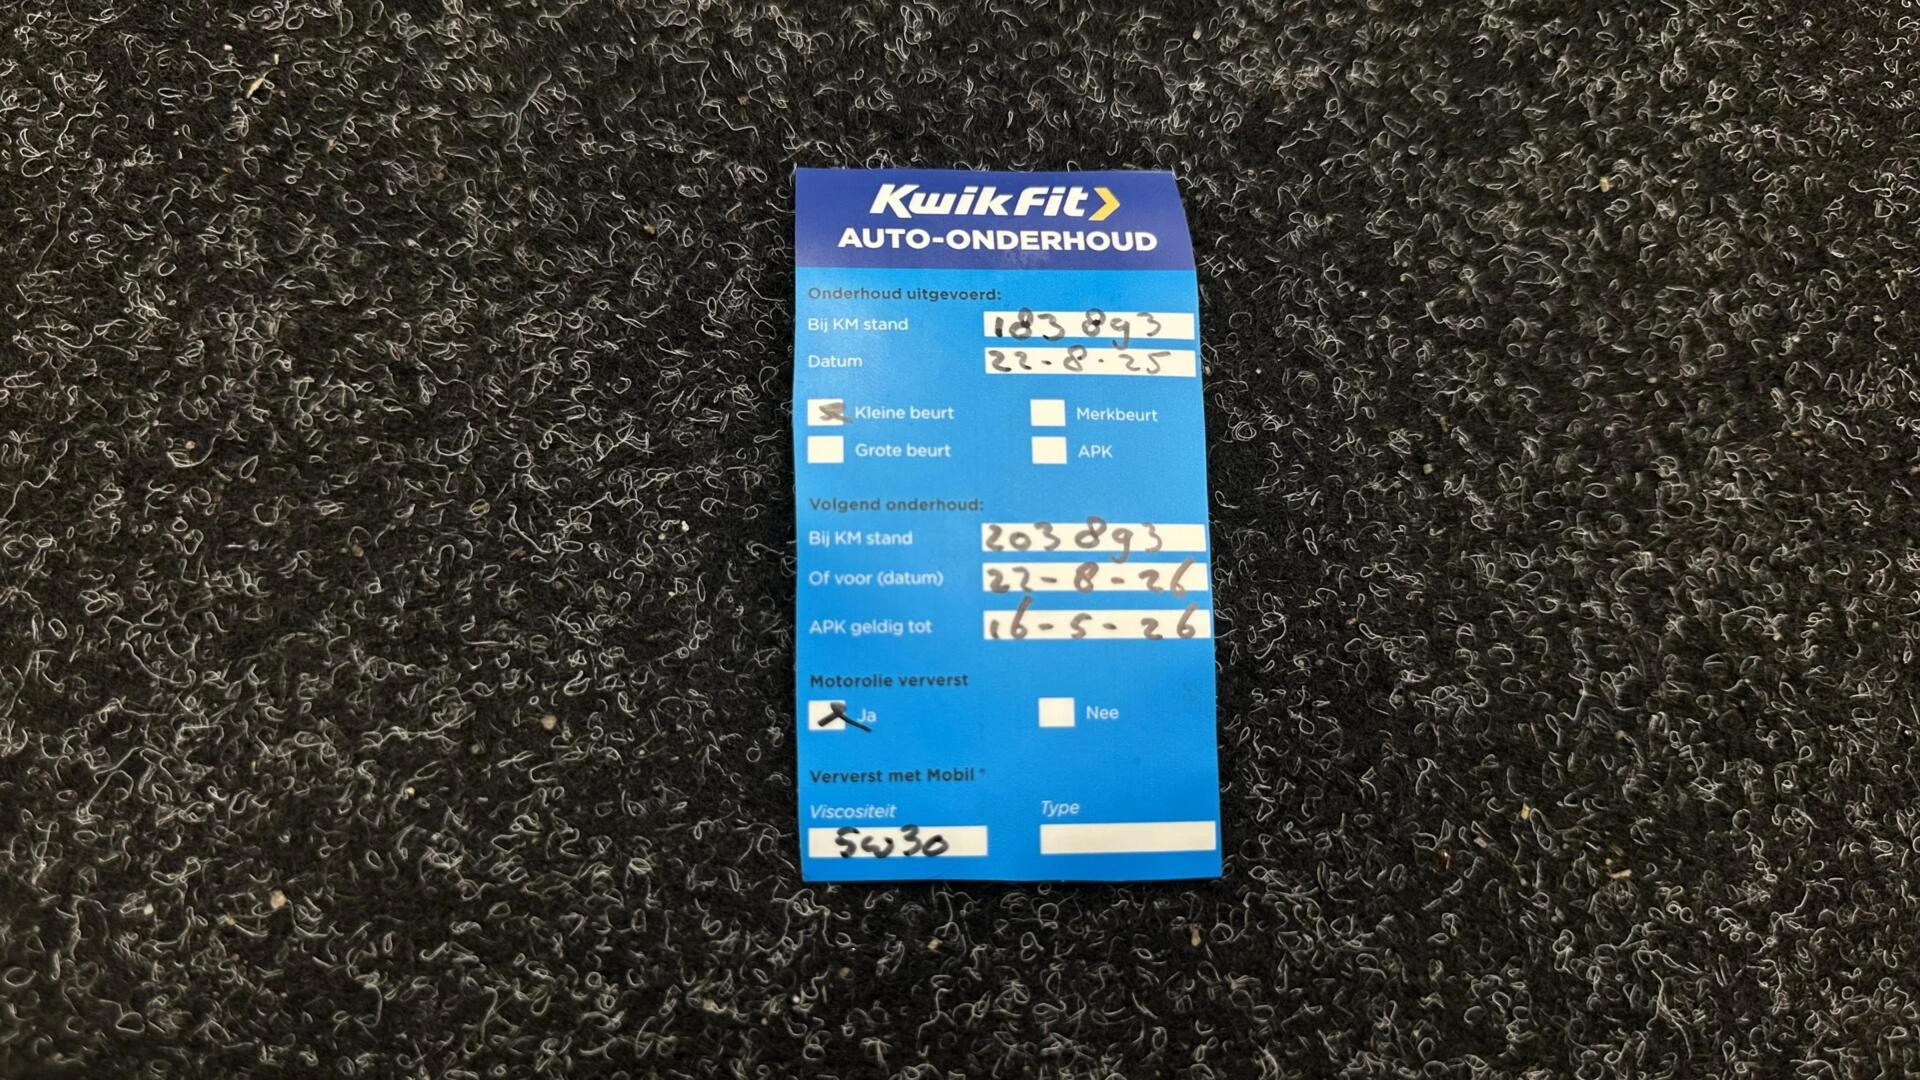 KwikFit
AUTO-ONDERHOUD
Onderhoud uitgevoerd:
Bij KM stand 183893
Datum 22-8-25
Kleine beurt Merkbeurt
Grote beurt APK
Volgend onderhoud:
Bij KM stand 203893
Of voor (datum) 22-8-26
APK geldig tot 16-5-26
Motorolie ververst
Ja Nee
Ververst met Mobil
Viscositeit Type
5w30